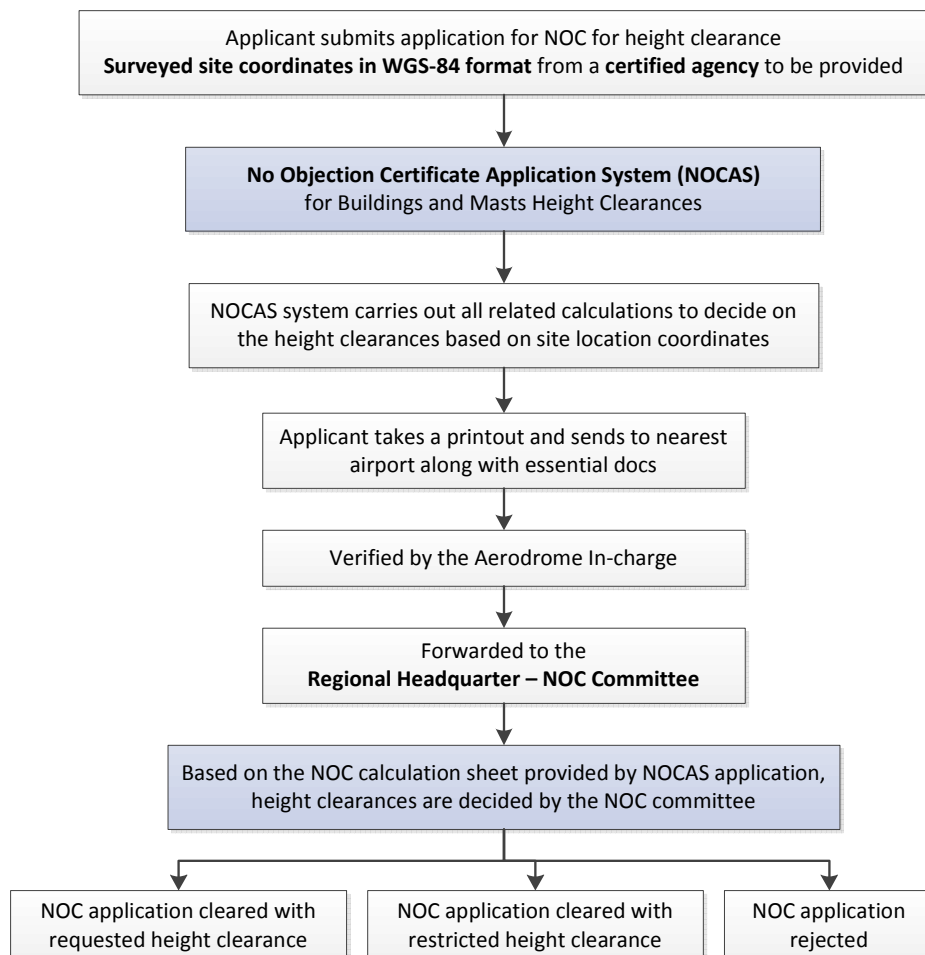 Applicant submits application for NOC for height clearance
Surveyed site coordinates in WGS-84 format from a certified agency to be provided
No Objection Certificate Application System (NOCAS)
for Buildings and Masts Height Clearances
NOCAS system carries out all related calculations to decide on
the height clearances based on site location coordinates
Applicant takes a printout and sends to nearest
airport along with essential docs
Verified by the Aerodrome In-charge
Forwarded to the
Regional Headquarter – NOC Committee
Based on the NOC calculation sheet provided by NOCAS application,
height clearances are decided by the NOC committee
NOC application cleared with
requested height clearance
NOC application cleared with
restricted height clearance
NOC application
rejected